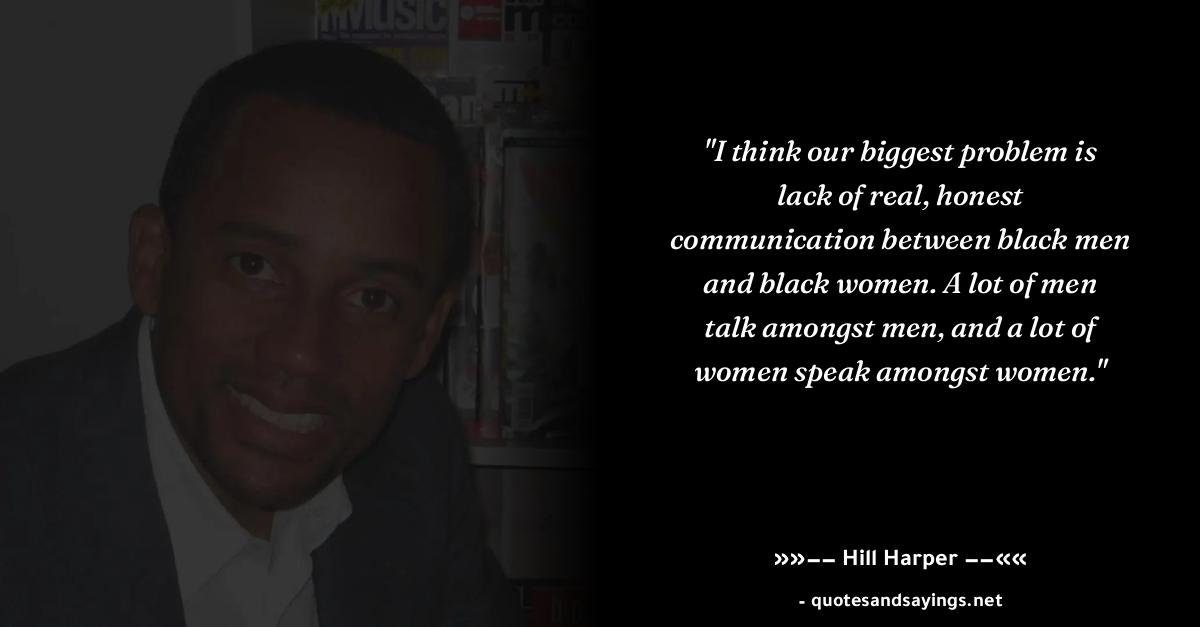 MUSIC
"I think our biggest problem is
lack of real, honest
communication between black men
and black women. A lot of men
talk amongst men, and a lot of
women speak amongst women."
»»−− Hill Harper −−««
- quotesandsayings.net